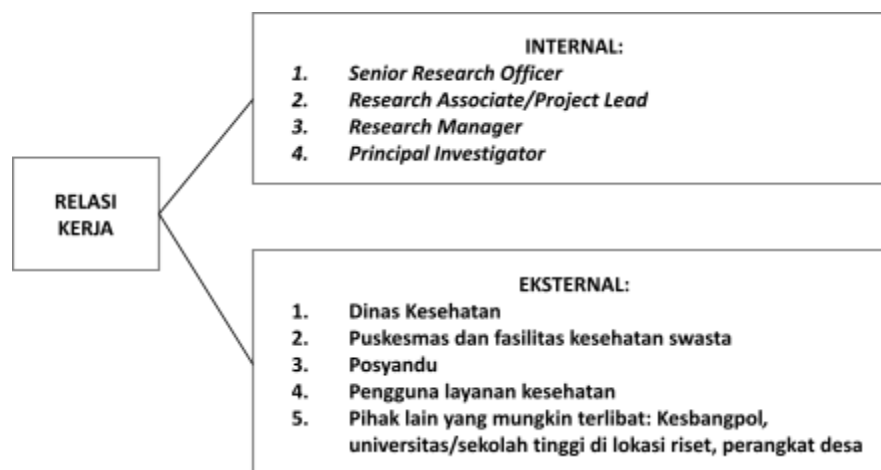 RELASI
KERJA
INTERNAL:
1. Senior Research Officer
2. Research Associate/Project Lead
3. Research Manager
4. Principal Investigator
EKSTERNAL:
1. Dinas Kesehatan
2. Puskesmas dan fasilitas kesehatan swasta
3. Posyandu
4. Pengguna layanan kesehatan
5. Pihak lain yang mungkin terlibat: Kesbangpol,
universitas/sekolah tinggi di lokasi riset, perangkat desa